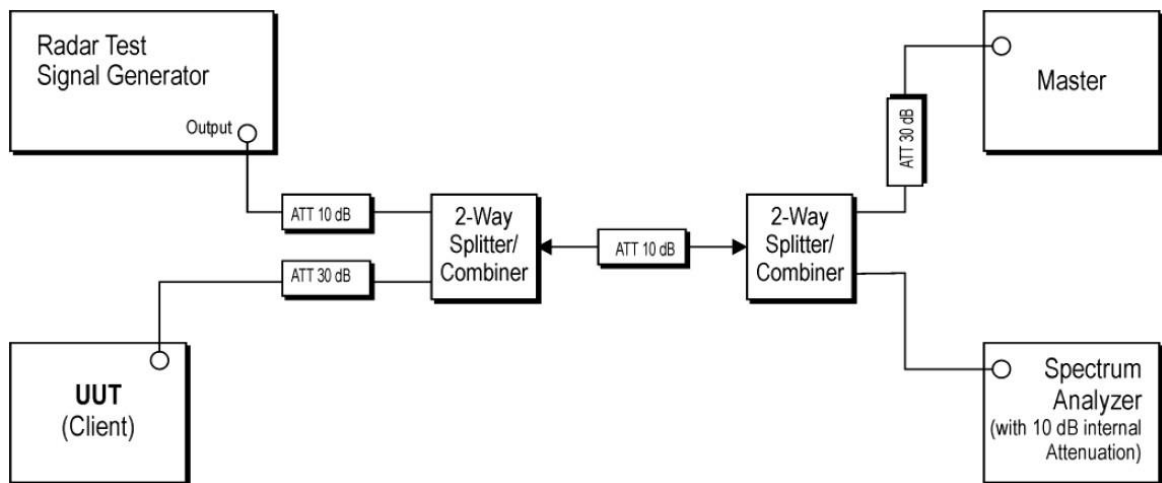 Radar Test
Signal Generator
Output
Master
ATT 30 dB
ATT 10 dB
2-Way
Splitter/
Combiner
ATT 10 dB
2-Way
Splitter/
Combiner
ATT 30 dB
UUT
(Client)
Spectrum
Analyzer
(with 10 dB internal
Attenuation)